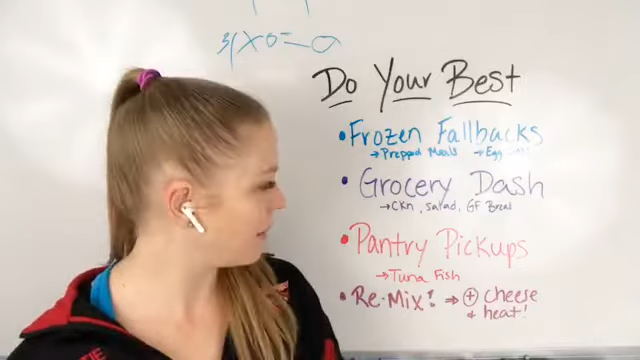 Do Your Best
• Frozen Fallbacks
→ Prepped Meals → Egg
• Grocery Dash
→ Ckn, salad, GF Bread
• Pantry Pickups
→ Tuna Fish
• Re-Mix! → + cheese
+ heat!